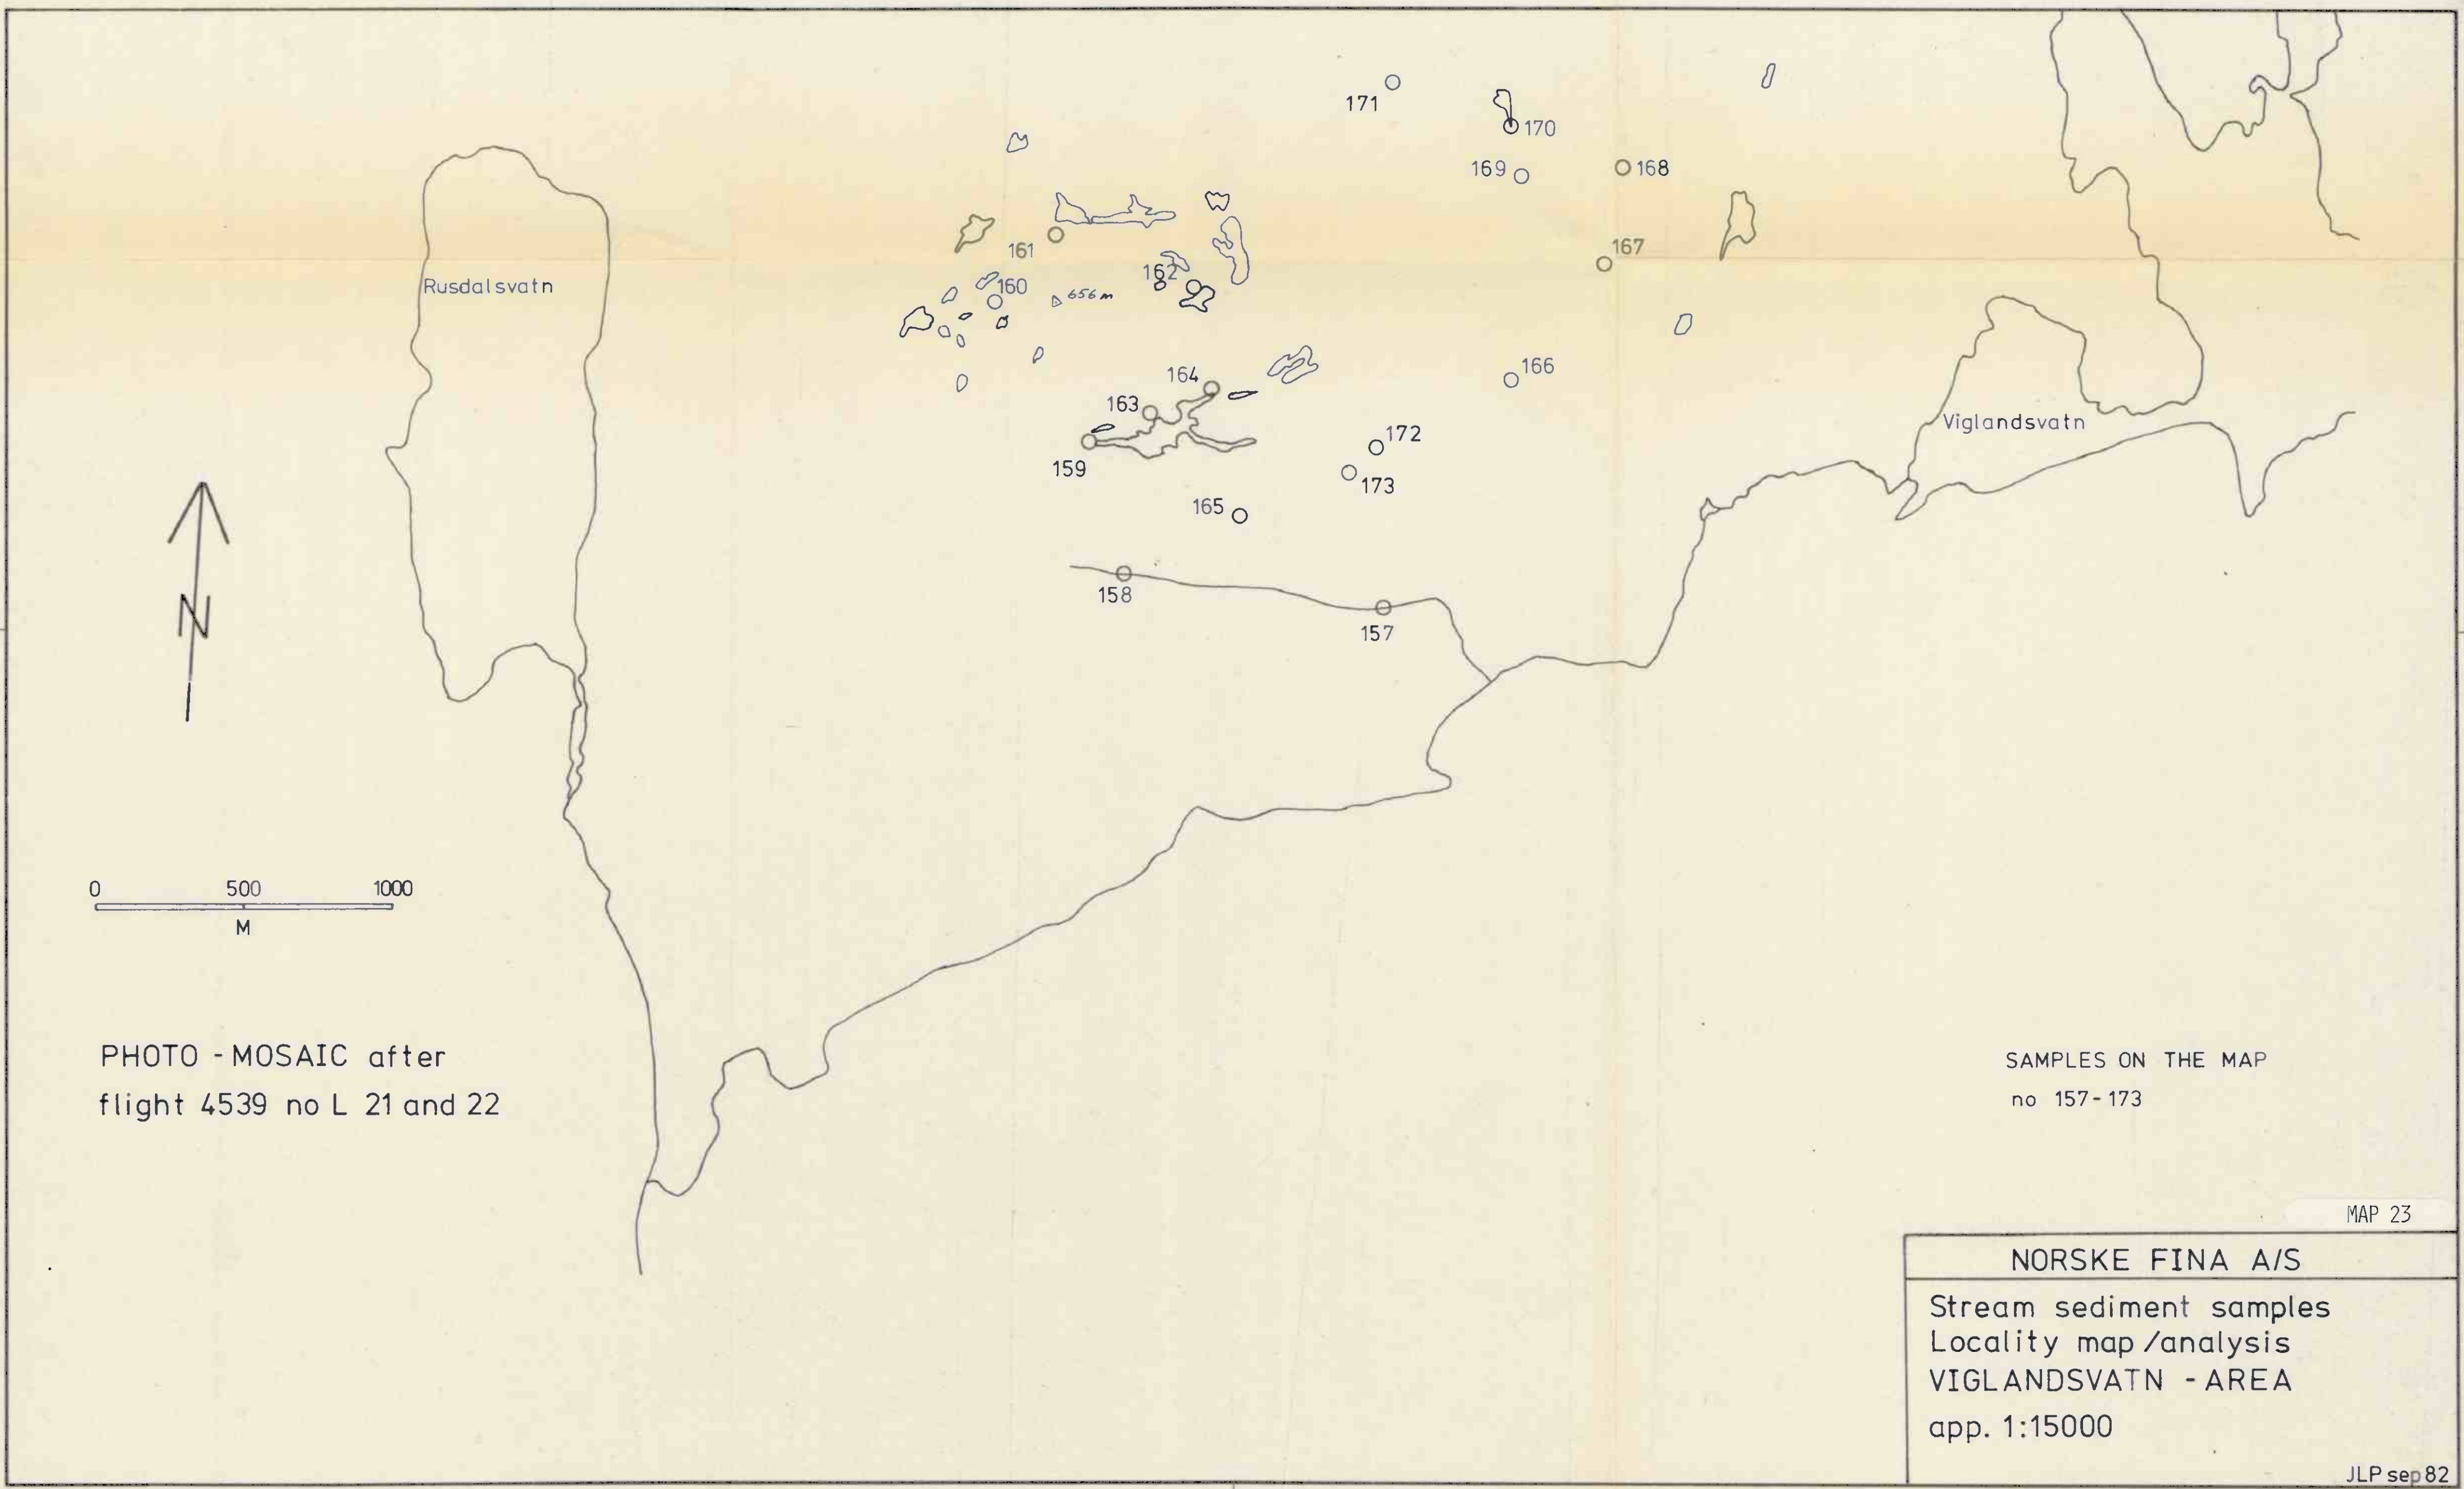 171
170
169
168
161
167
Rusdalsvatn
162
160
656 m
166
164
163
Viglandsvatn
172
159
173
165
N
158
157
0 500 1000
M
PHOTO - MOSAIC after
flight 4539 no L 21 and 22
SAMPLES ON THE MAP
no 157-173
MAP 23
NORSKE FINA A/S
Stream sediment samples
Locality map /analysis
VIGLANDSVATN - AREA
app. 1:15000
JLP sep 82